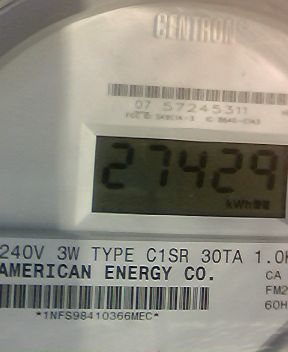 CENTRON
07 57245311
27429
kWh
240V 3W TYPE C1SR 30TA 1.0
AMERICAN ENERGY CO.
CA
FM2
60H
*1NFS98410366MEC*